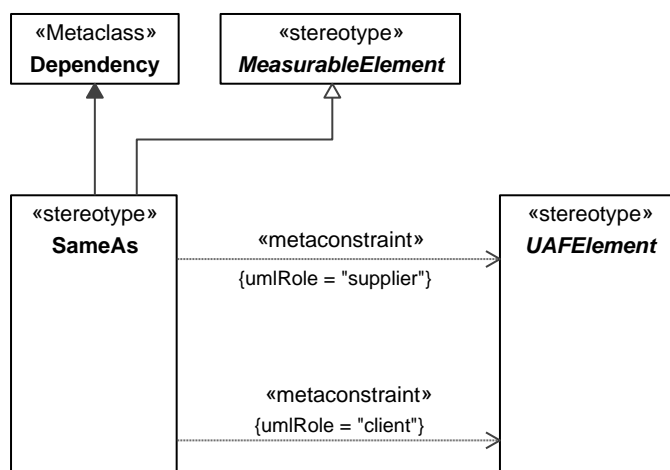 «Metaclass»
Dependency
«stereotype»
MeasurableElement
«stereotype»
SameAs
«metaconstraint»
{umlRole = "supplier"}
«stereotype»
UAFElement
«metaconstraint»
{umlRole = "client"}